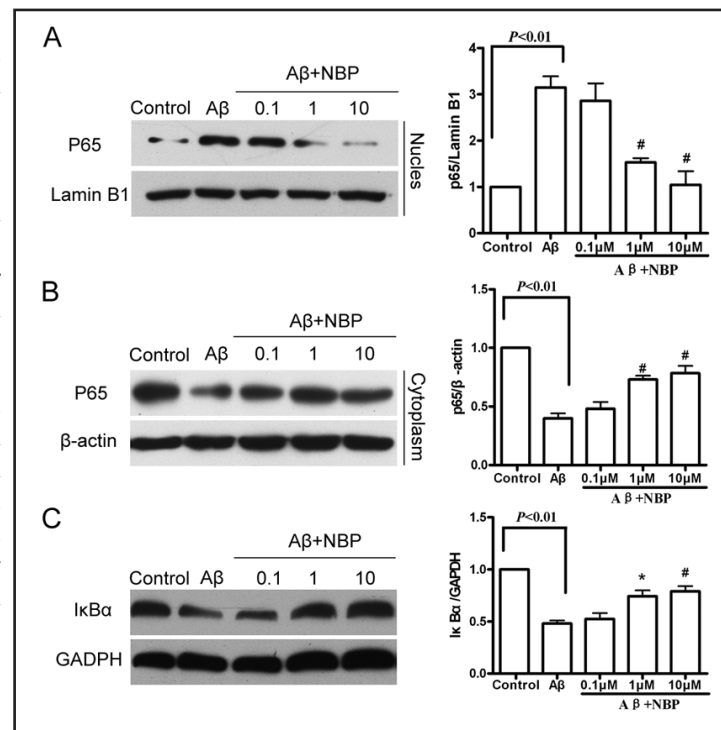 A
Aβ+NBP
Control Aβ 0.1 1 10
P65
Lamin B1
Nucles
P<0.01
p65/Lamin B1
4
3
2
1
0
# #
Control Aβ 0.1μM 1μM 10μM
Aβ+NBP
B
Aβ+NBP
Control Aβ 0.1 1 10
P65
β-actin
Cytoplasm
P<0.01
p65/β-actin
1.5
1.0
0.5
0.0
# #
Control Aβ 0.1μM 1μM 10μM
Aβ+NBP
C
Aβ+NBP
Control Aβ 0.1 1 10
IκBα
GADPH
P<0.01
Iκ Bα/GAPDH
1.5
1.0
0.5
0.0
* #
Control Aβ 0.1μM 1μM 10μM
Aβ+NBP